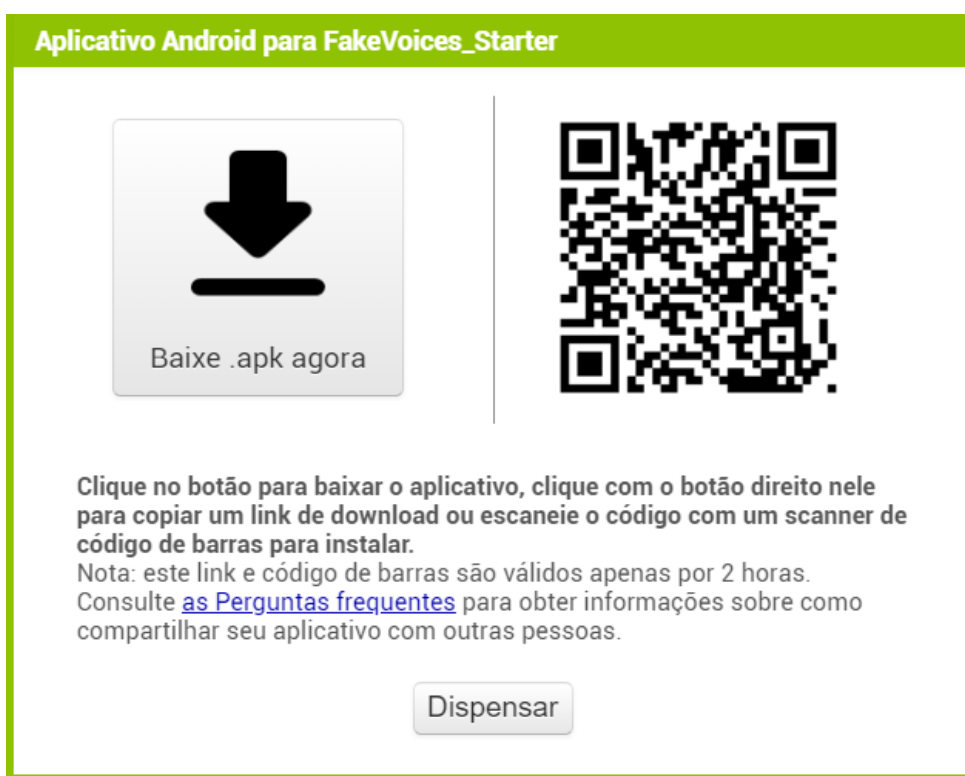 Aplicativo Android para FakeVoices_Starter
Baixe .apk agora
Clique no botão para baixar o aplicativo, clique com o botão direito nele
para copiar um link de download ou escaneie o código com um scanner de
código de barras para instalar.
Nota: este link e código de barras são válidos apenas por 2 horas.
Consulte as Perguntas frequentes para obter informações sobre como
compartilhar seu aplicativo com outras pessoas.
Dispensar